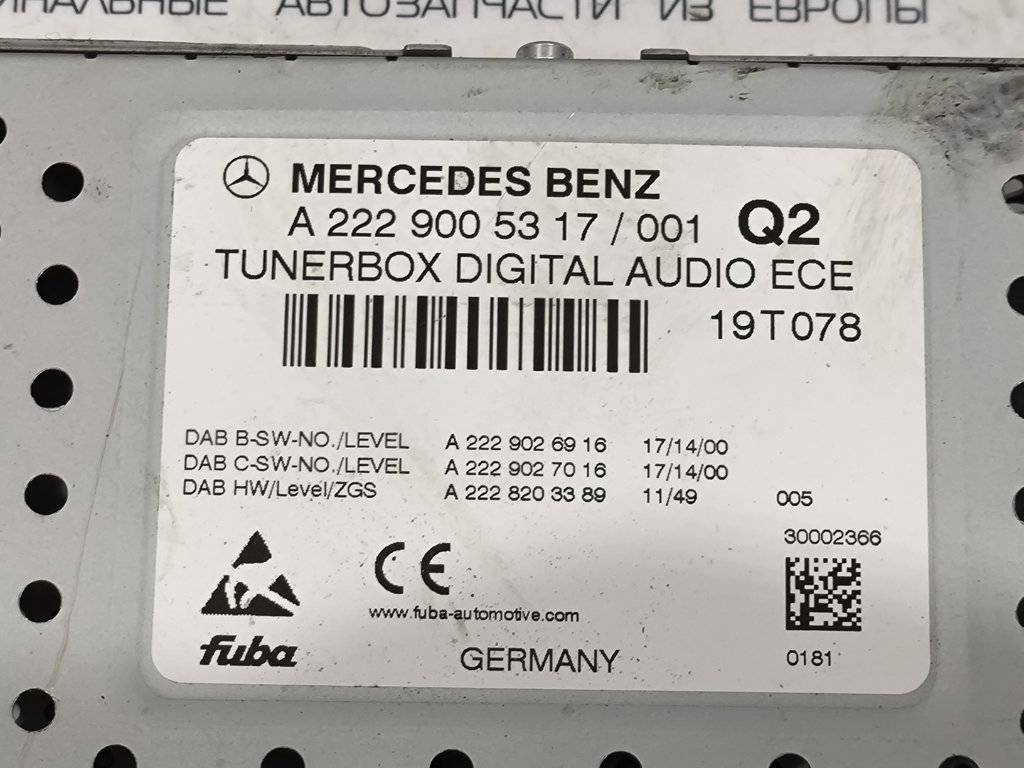 АВТОЗАПЧАСТИ ИЗ ЕВРОПЫ
MERCEDES BENZ
A 222 900 53 17 / 001 Q2
TUNERBOX DIGITAL AUDIO ECE
19T078
DAB B-SW-NO./LEVEL A 222 902 69 16 17/14/00
DAB C-SW-NO./LEVEL A 222 902 70 16 17/14/00
DAB HW/Level/ZGS A 222 820 33 89 11/49 005
30002366
CE
www.fuba-automotive.com
fuba GERMANY 0181